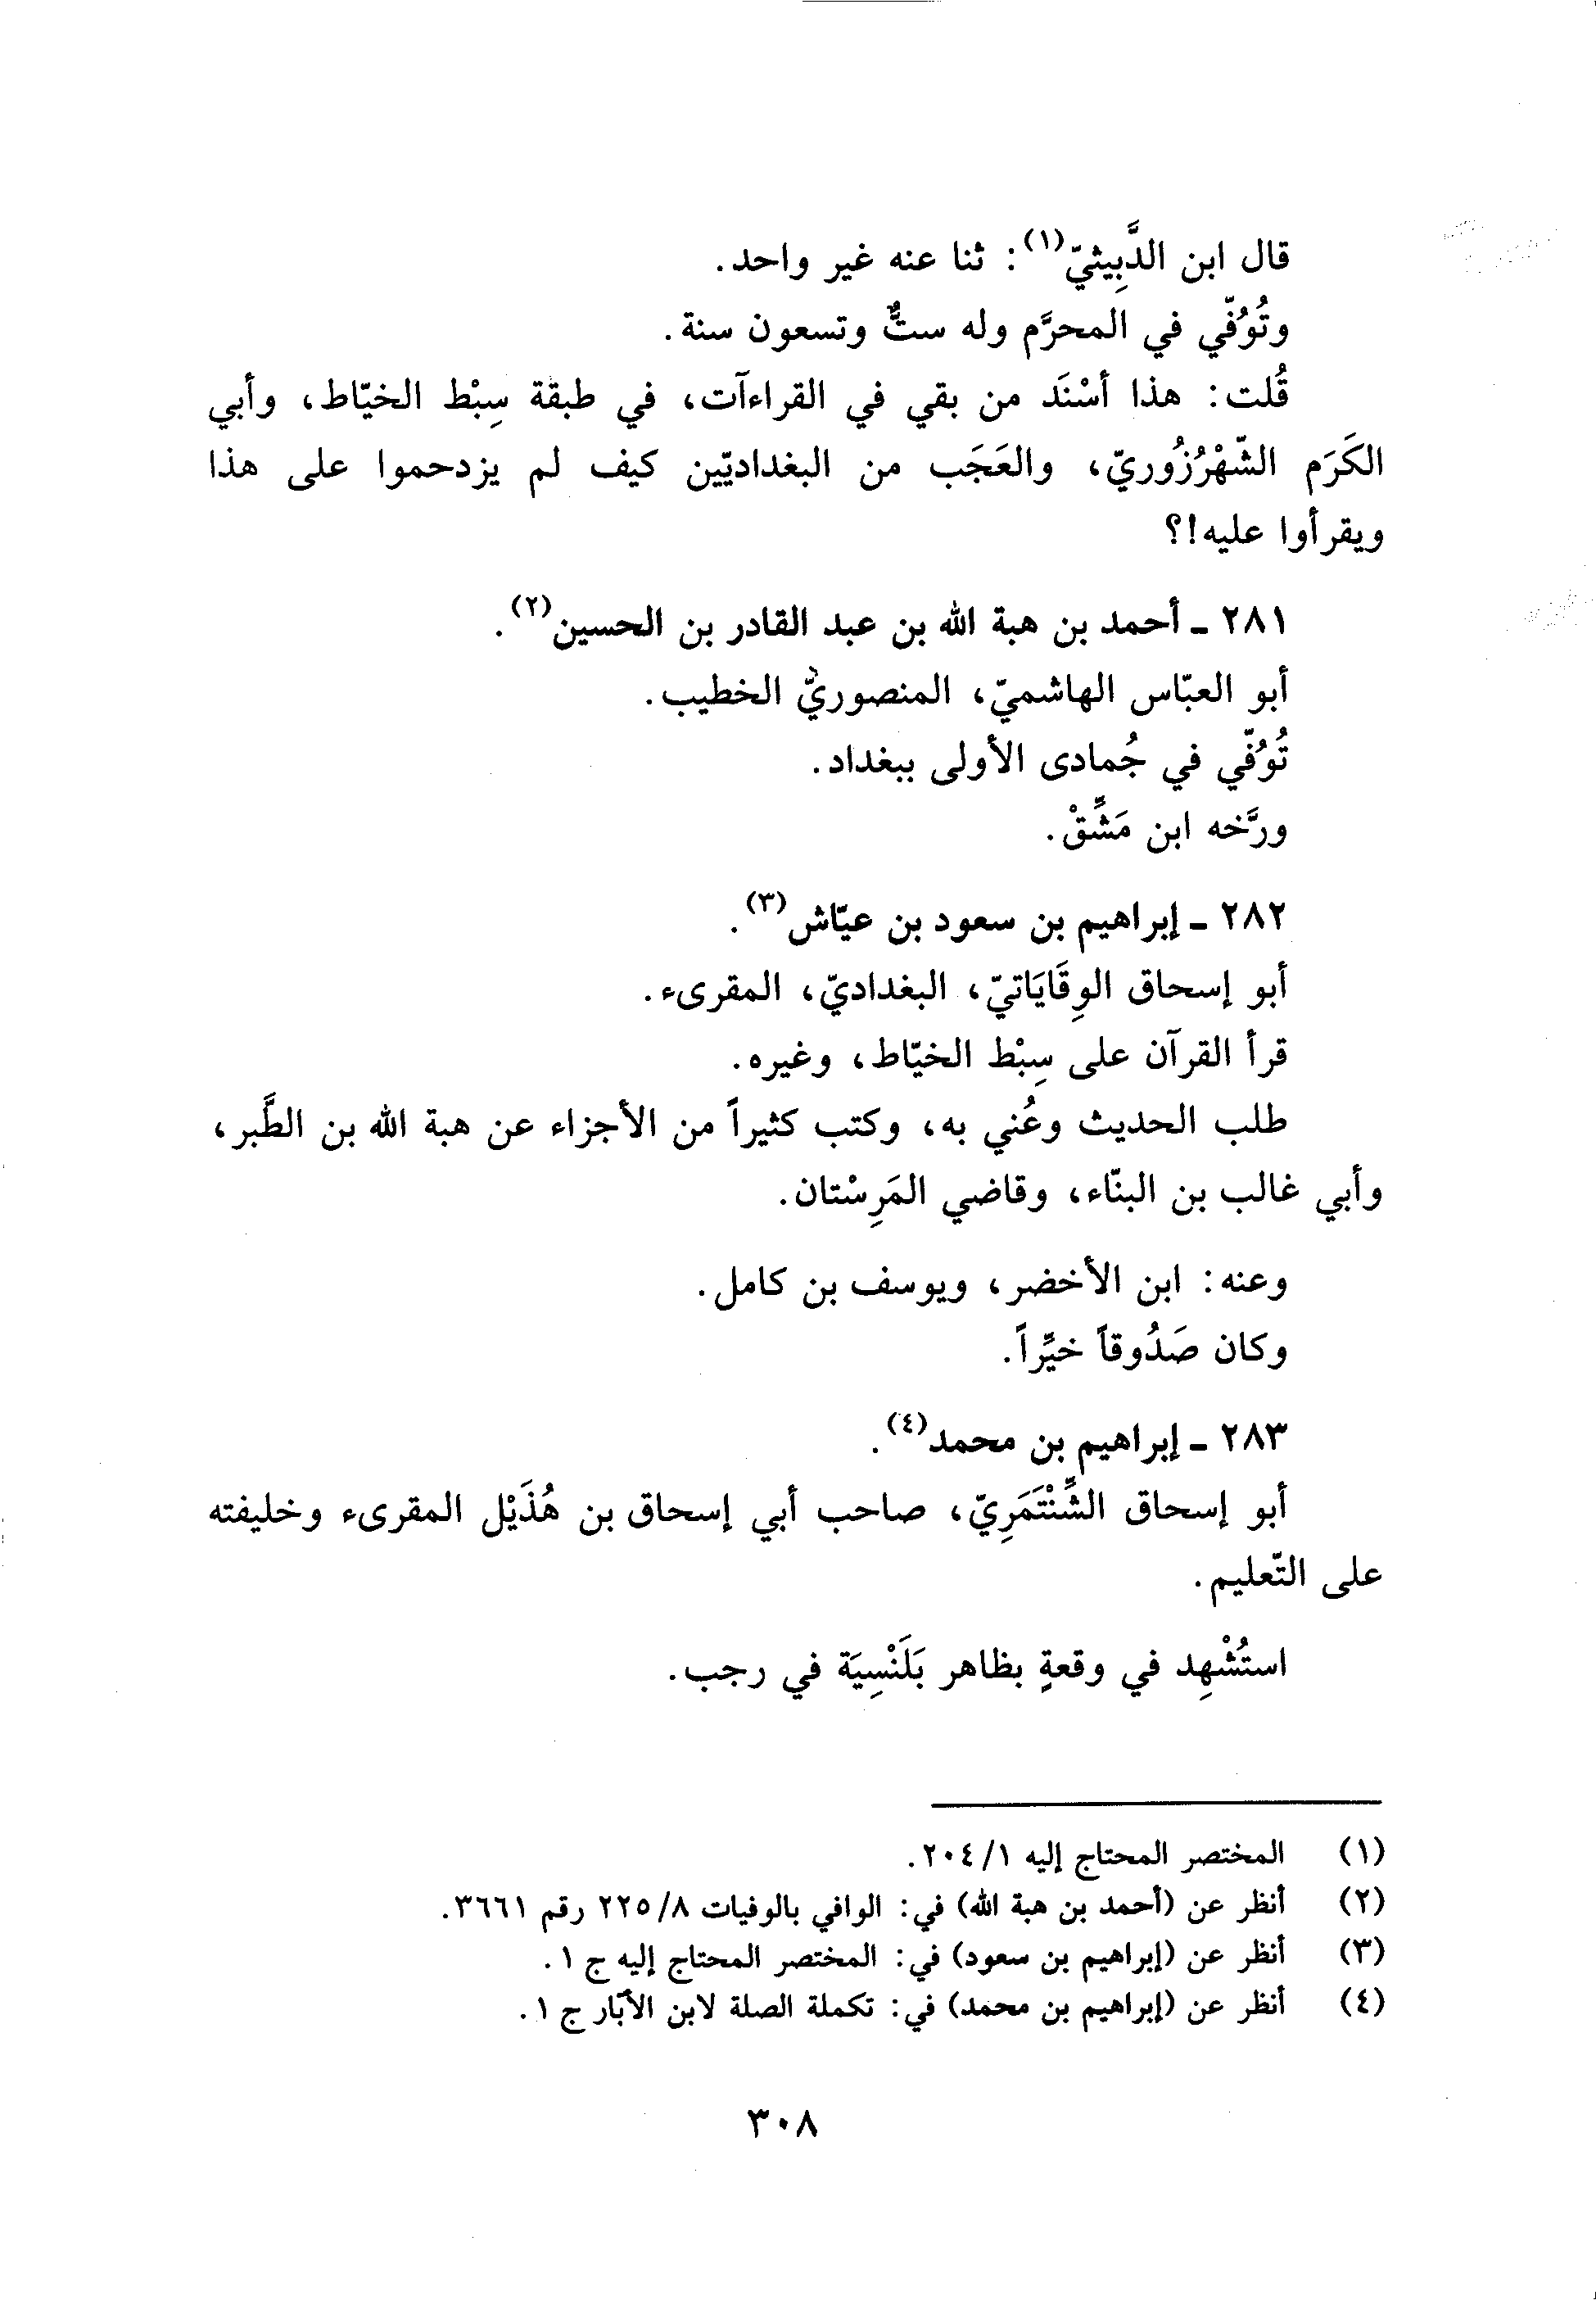 قال ابن الدَّبِيثيّ(١): ثنا عنه غير واحد.
وتُوُفّي في المحرَّم وله ستٌّ وتسعون سنة.
قُلت: هذا أسْنَد من بقي في القراءآت، في طبقة سِبْط الخيّاط، وأبي
الكَرَم الشّهْرُزُوريّ، والعَجَب من البغداديّين كيف لم يزدحموا على هذا
ويقرأوا عليه!؟
٢٨١ ـ أحمد بن هبة الله بن عبد القادر بن الحسين(٢).
أبو العبّاس الهاشميّ، المنصوريّ الخطيب.
تُوُفّي في جُمادى الأولى ببغداد.
ورَّخه ابن مَشِّقْ.
٢٨٢ ـ إبراهيم بن سعود بن عيّاش(٣).
أبو إسحاق الوِقَايَاتيّ، البغداديّ، المقرىء.
قرأ القرآن على سِبْط الخيّاط، وغيره.
طلب الحديث وعُني به، وكتب كثيراً من الأجزاء عن هبة الله بن الطَّبر،
وأبي غالب بن البنّاء، وقاضي المَرِسْتان.
وعنه: ابن الأخضر، ويوسف بن كامل.
وكان صَدُوقاً خيِّراً.
٢٨٣ ـ إبراهيم بن محمد(٤).
أبو إسحاق الشِّنْتَمَرِيّ، صاحب أبي إسحاق بن هُذَيْل المقرىء وخليفته
على التّعليم.
استُشْهِد في وقعةٍ بظاهر بَلَنْسِيَة في رجب.
(١) المختصر المحتاج إليه ٢٠٤/١.
(٢) أنظر عن (أحمد بن هبة الله) في: الوافي بالوفيات ٢٢٥/٨ رقم ٣٦٦١.
(٣) أنظر عن (إبراهيم بن سعود) في: المختصر المحتاج إليه ج ١.
(٤) أنظر عن (إبراهيم بن محمد) في: تكملة الصلة لابن الأبّار ج ١.
٣٠٨